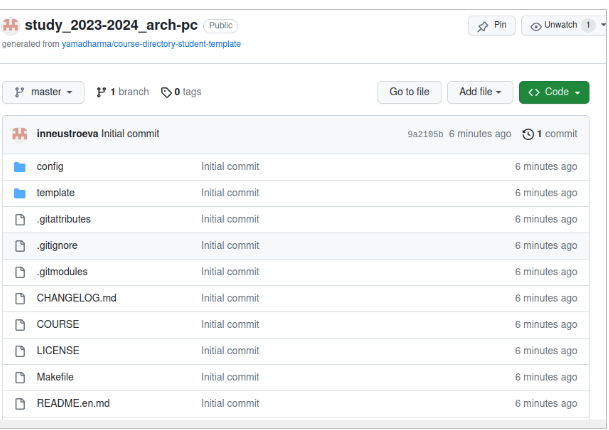 study_2023-2024_arch-pc Public Pin Unwatch 1
generated from yamadharma/course-directory-student-template
master 1 branch 0 tags Go to file Add file Code
inneustroeva Initial commit 9a2105b 6 minutes ago 1 commit
config Initial commit 6 minutes ago
template Initial commit 6 minutes ago
.gitattributes Initial commit 6 minutes ago
.gitignore Initial commit 6 minutes ago
.gitmodules Initial commit 6 minutes ago
CHANGELOG.md Initial commit 6 minutes ago
COURSE Initial commit 6 minutes ago
LICENSE Initial commit 6 minutes ago
Makefile Initial commit 6 minutes ago
README.en.md Initial commit 6 minutes ago